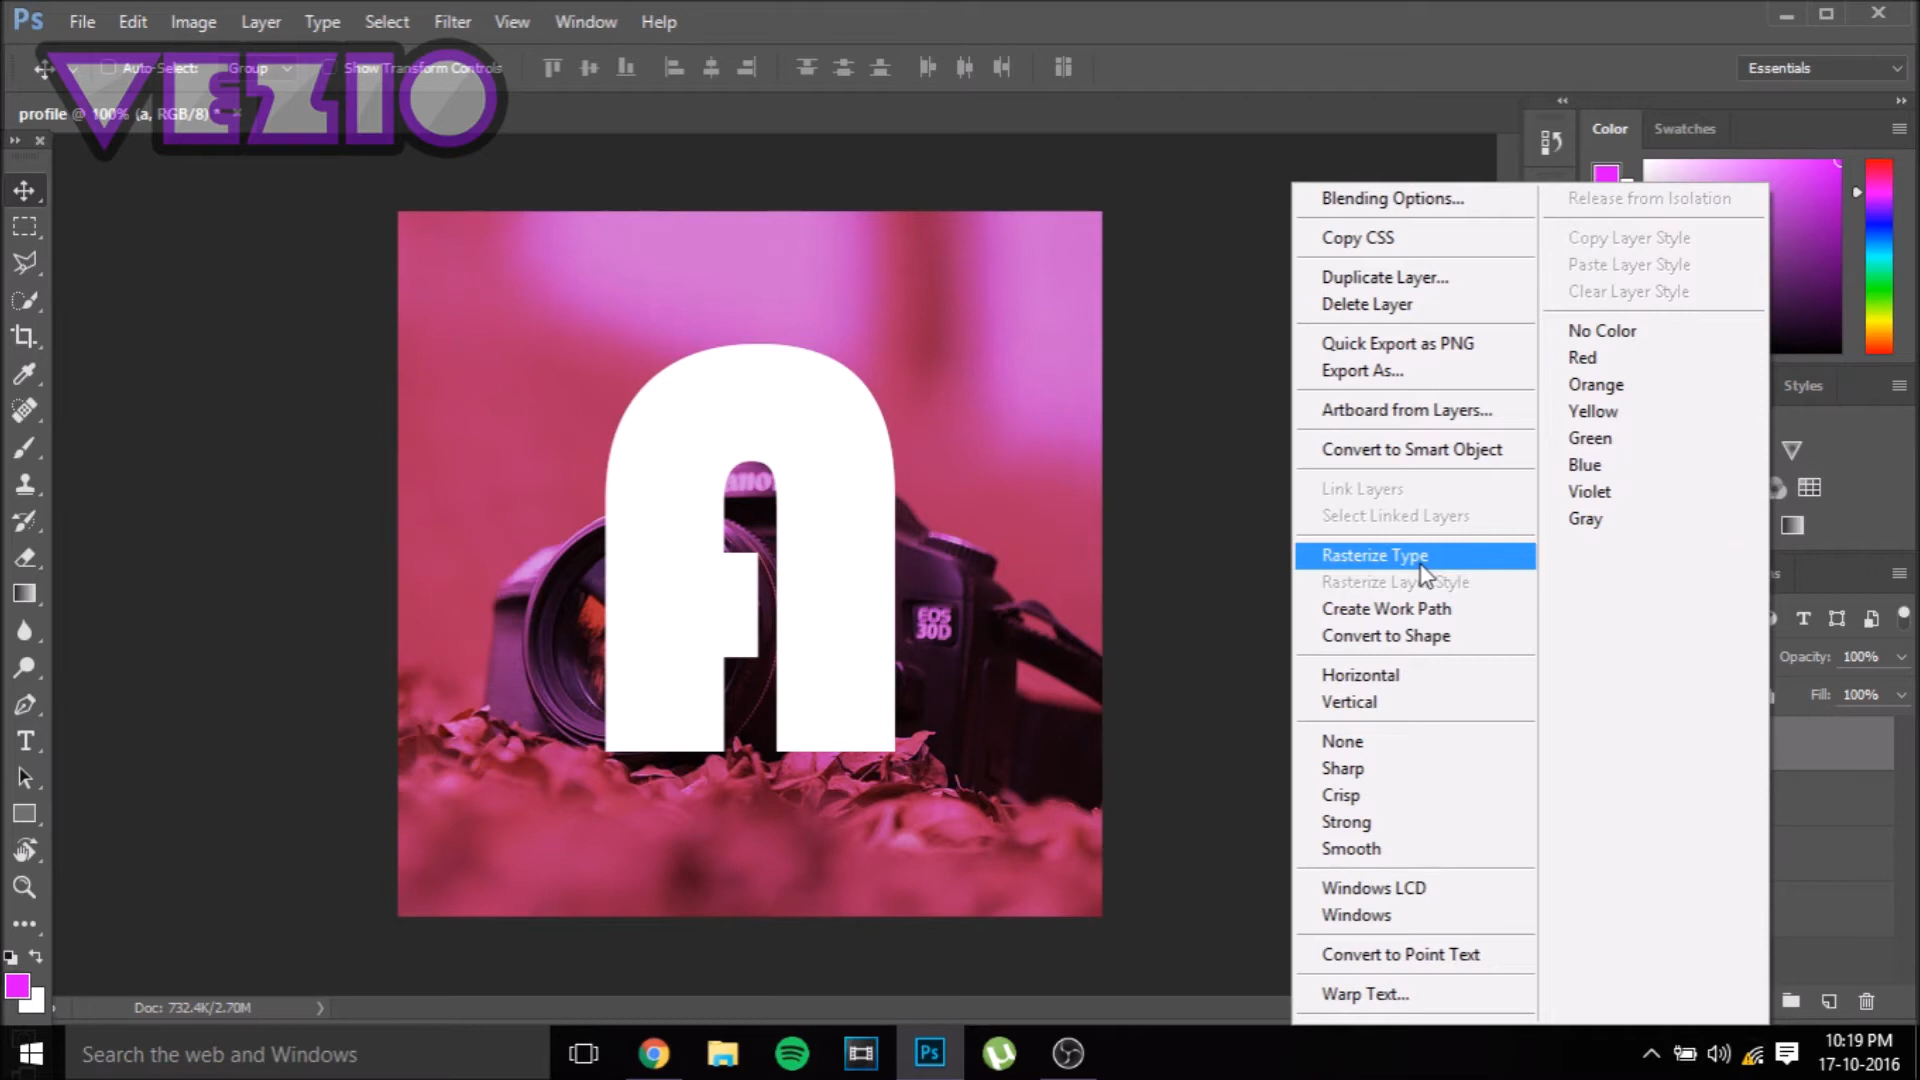 Ps File Edit Image Layer Type Select Filter View Window Help
Auto-Select: Group Show Transform Controls
Essentials
VEZIO
profile @ 100% (a, RGB/8) *
Color Swatches
Blending Options...
Copy CSS
Duplicate Layer...
Delete Layer
Quick Export as PNG
Export As...
Artboard from Layers...
Convert to Smart Object
Link Layers
Select Linked Layers
Rasterize Type
Rasterize Layer Style
Create Work Path
Convert to Shape
Horizontal
Vertical
None
Sharp
Crisp
Strong
Smooth
Windows LCD
Windows
Convert to Point Text
Warp Text...
Release from Isolation
Copy Layer Style
Paste Layer Style
Clear Layer Style
No Color
Red
Orange
Yellow
Green
Blue
Violet
Gray
Styles
Opacity: 100%
Fill: 100%
A
EOS
30D
Doc: 732.4K/2.70M
Search the web and Windows
Ps
10:19 PM
17-10-2016